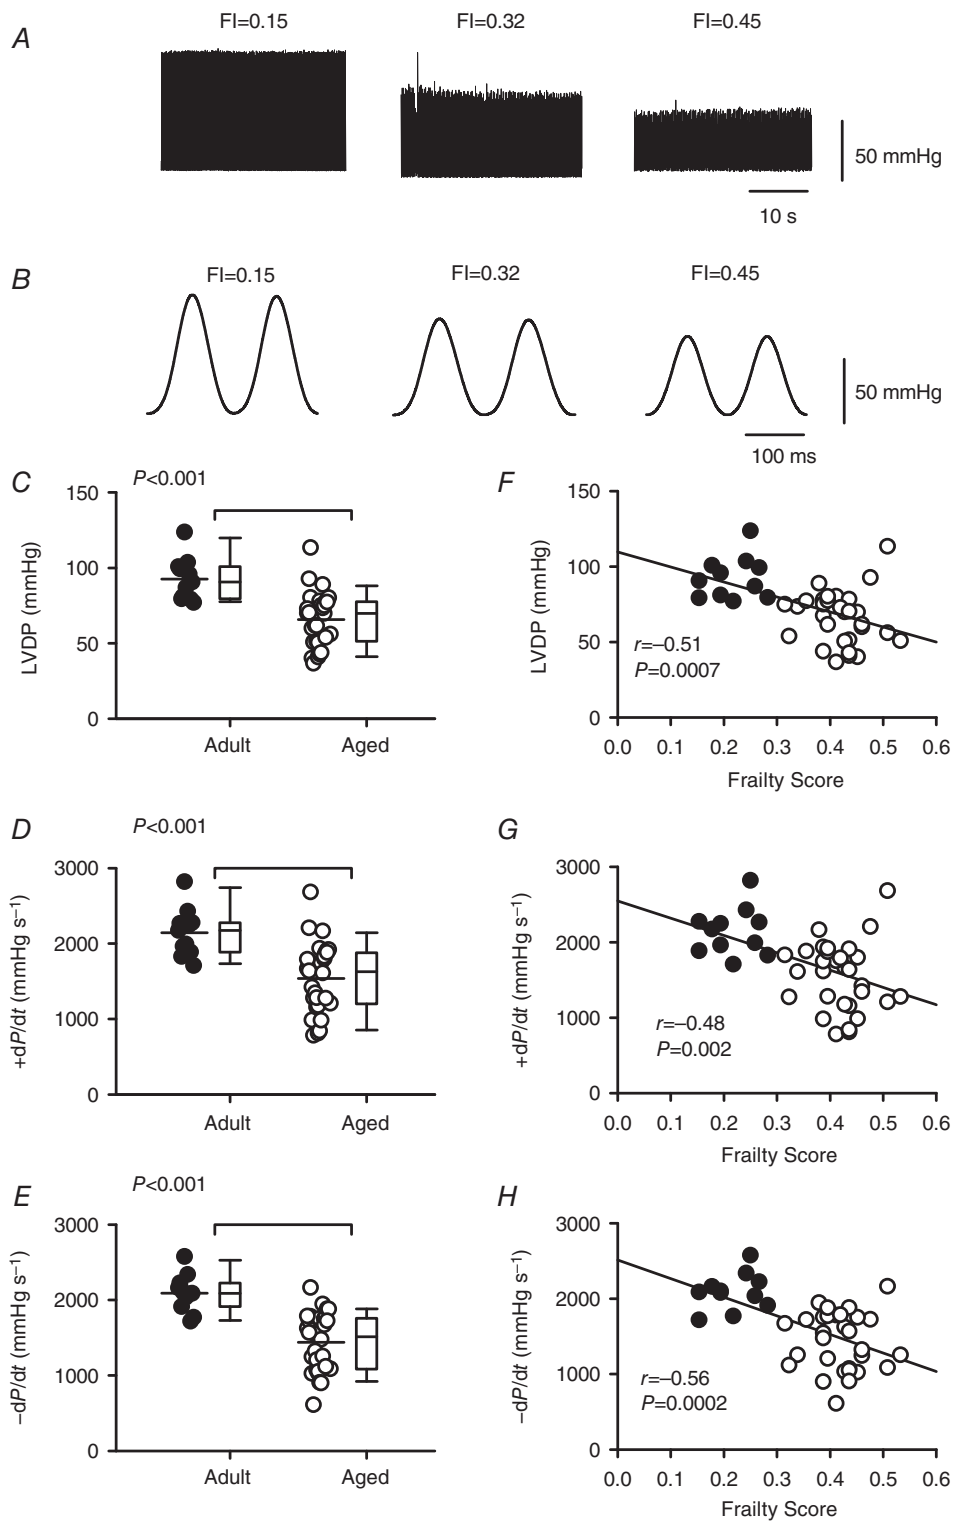 A
FI=0.15 FI=0.32 FI=0.45
50 mmHg
10 s
B
FI=0.15 FI=0.32 FI=0.45
50 mmHg
100 ms
C
P<0.001
LVDP (mmHg)
150
100
50
0
Adult Aged
F
LVDP (mmHg)
150
100
50
0
r=–0.51
P=0.0007
0.0 0.1 0.2 0.3 0.4 0.5 0.6
Frailty Score
D
P<0.001
+dP/dt (mmHg s–1)
3000
2000
1000
0
Adult Aged
G
+dP/dt (mmHg s–1)
3000
2000
1000
0
r=–0.48
P=0.002
0.0 0.1 0.2 0.3 0.4 0.5 0.6
Frailty Score
E
P<0.001
–dP/dt (mmHg s–1)
3000
2000
1000
0
Adult Aged
H
–dP/dt (mmHg s–1)
3000
2000
1000
0
r=–0.56
P=0.0002
0.0 0.1 0.2 0.3 0.4 0.5 0.6
Frailty Score